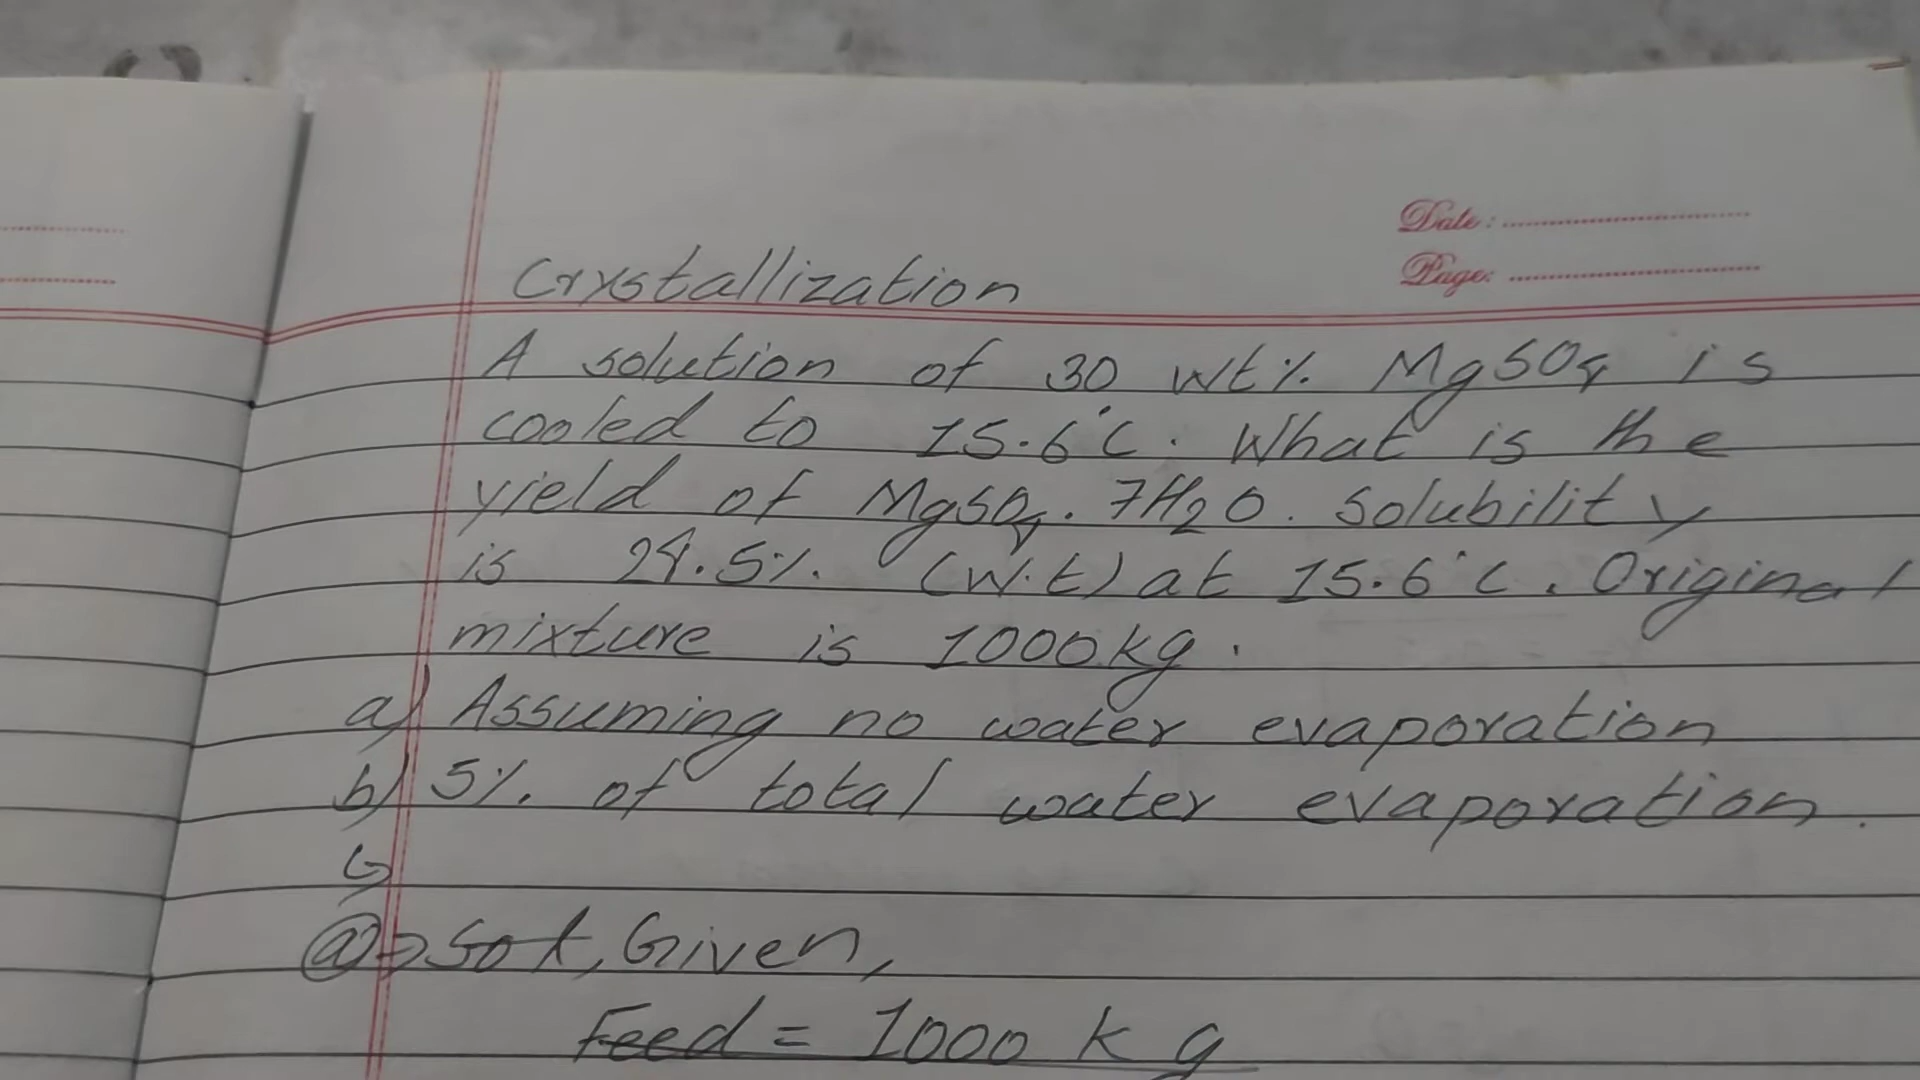 Date:
Page:
Crystallization
A solution of 30 wt% MgSO4 is
cooled to 15.6°C. What is the
yield of MgSO4. 7H2O. Solubility
is 24.5% (w.t) at 15.6°C. Original
mixture is 1000kg.
a) Assuming no water evaporation
b) 5% of total water evaporation.
@ Sol, Given,
Feed = 1000 kg